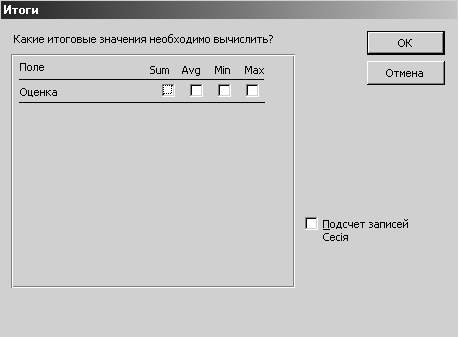 Итоги
Какие итоговые значения необходимо вычислить?
OK
Отмена
Поле Sum Avg Min Max
Оценка
Подсчет записей
Сесія